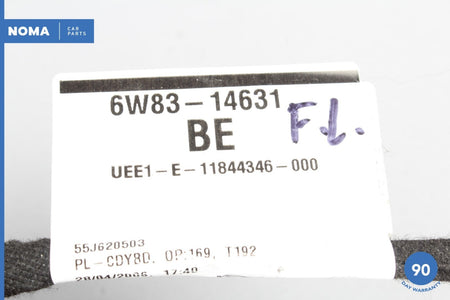 NOMA CAR PARTS
6W83-14631
BE
F.L.
UEE1-E-11844346-000
55J620503
PL-CDY8D, OP:169, T192
90
DAY WARRANTY